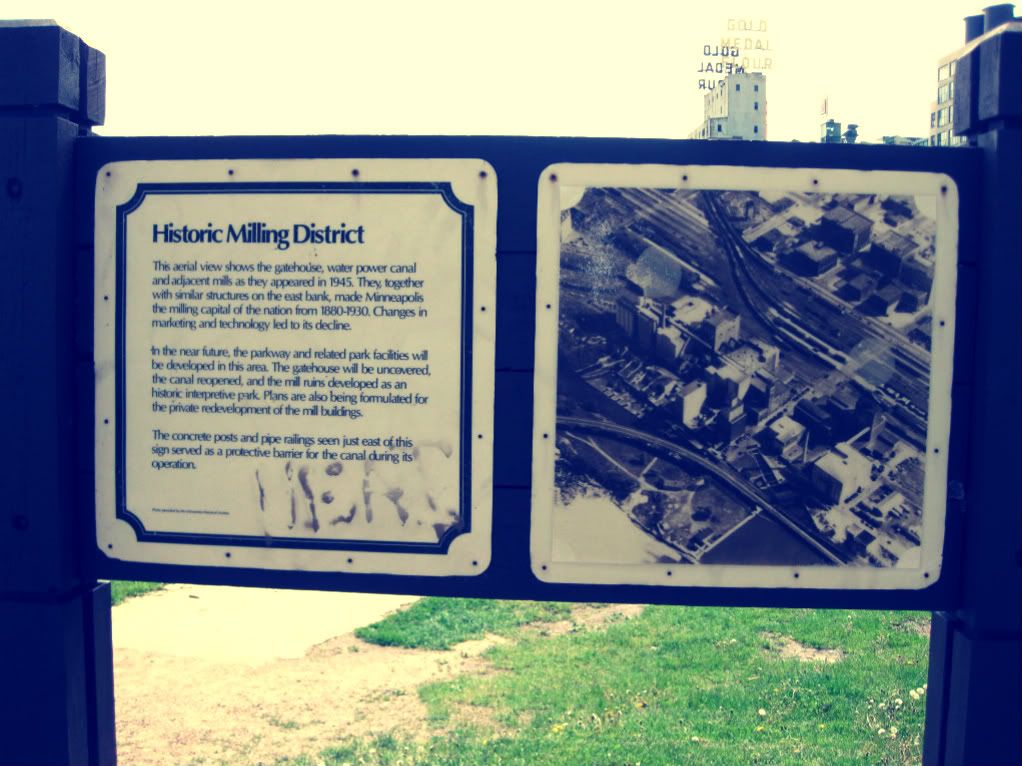 GOLD
MEDAL
FLOUR
GOLD
MEDAL
Historic Milling District
This aerial view shows the gatehouse, water power canal
and adjacent mills as they appeared in 1945. They, together
with similar structures on the east bank, made Minneapolis
the milling capital of the nation from 1880-1930. Changes in
marketing and technology led to its decline.
In the near future, the parkway and related park facilities will
be developed in this area. The gatehouse will be uncovered,
the canal reopened, and the mill ruins developed as an
historic interpretive park. Plans are also being formulated for
the private redevelopment of the mill buildings.
The concrete posts and pipe railings seen just east of this
sign served as a protective barrier for the canal during its
operation.